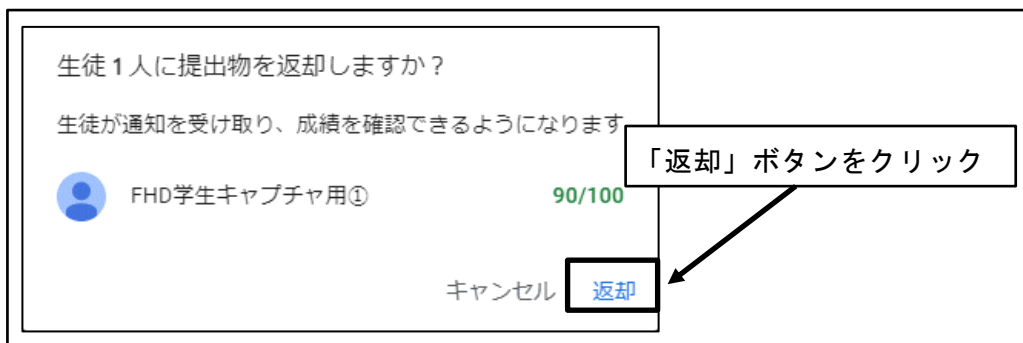 生徒 1 人に提出物を返却しますか？
生徒が通知を受け取り、成績を確認できるようになります
「返却」ボタンをクリック
FHD学生キャプチャ用① 90/100
キャンセル 返却